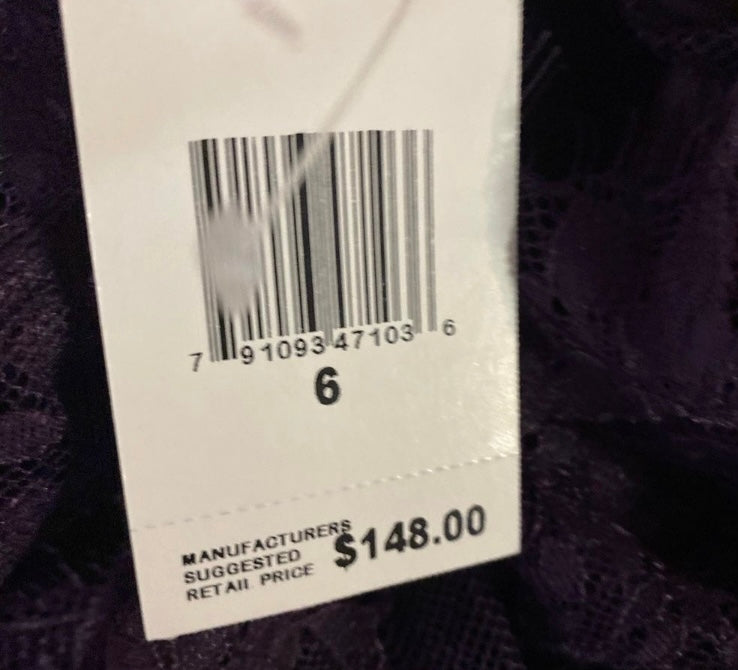 7 91093 47103 6
6
MANUFACTURERS
SUGGESTED
RETAIL PRICE
$148.00